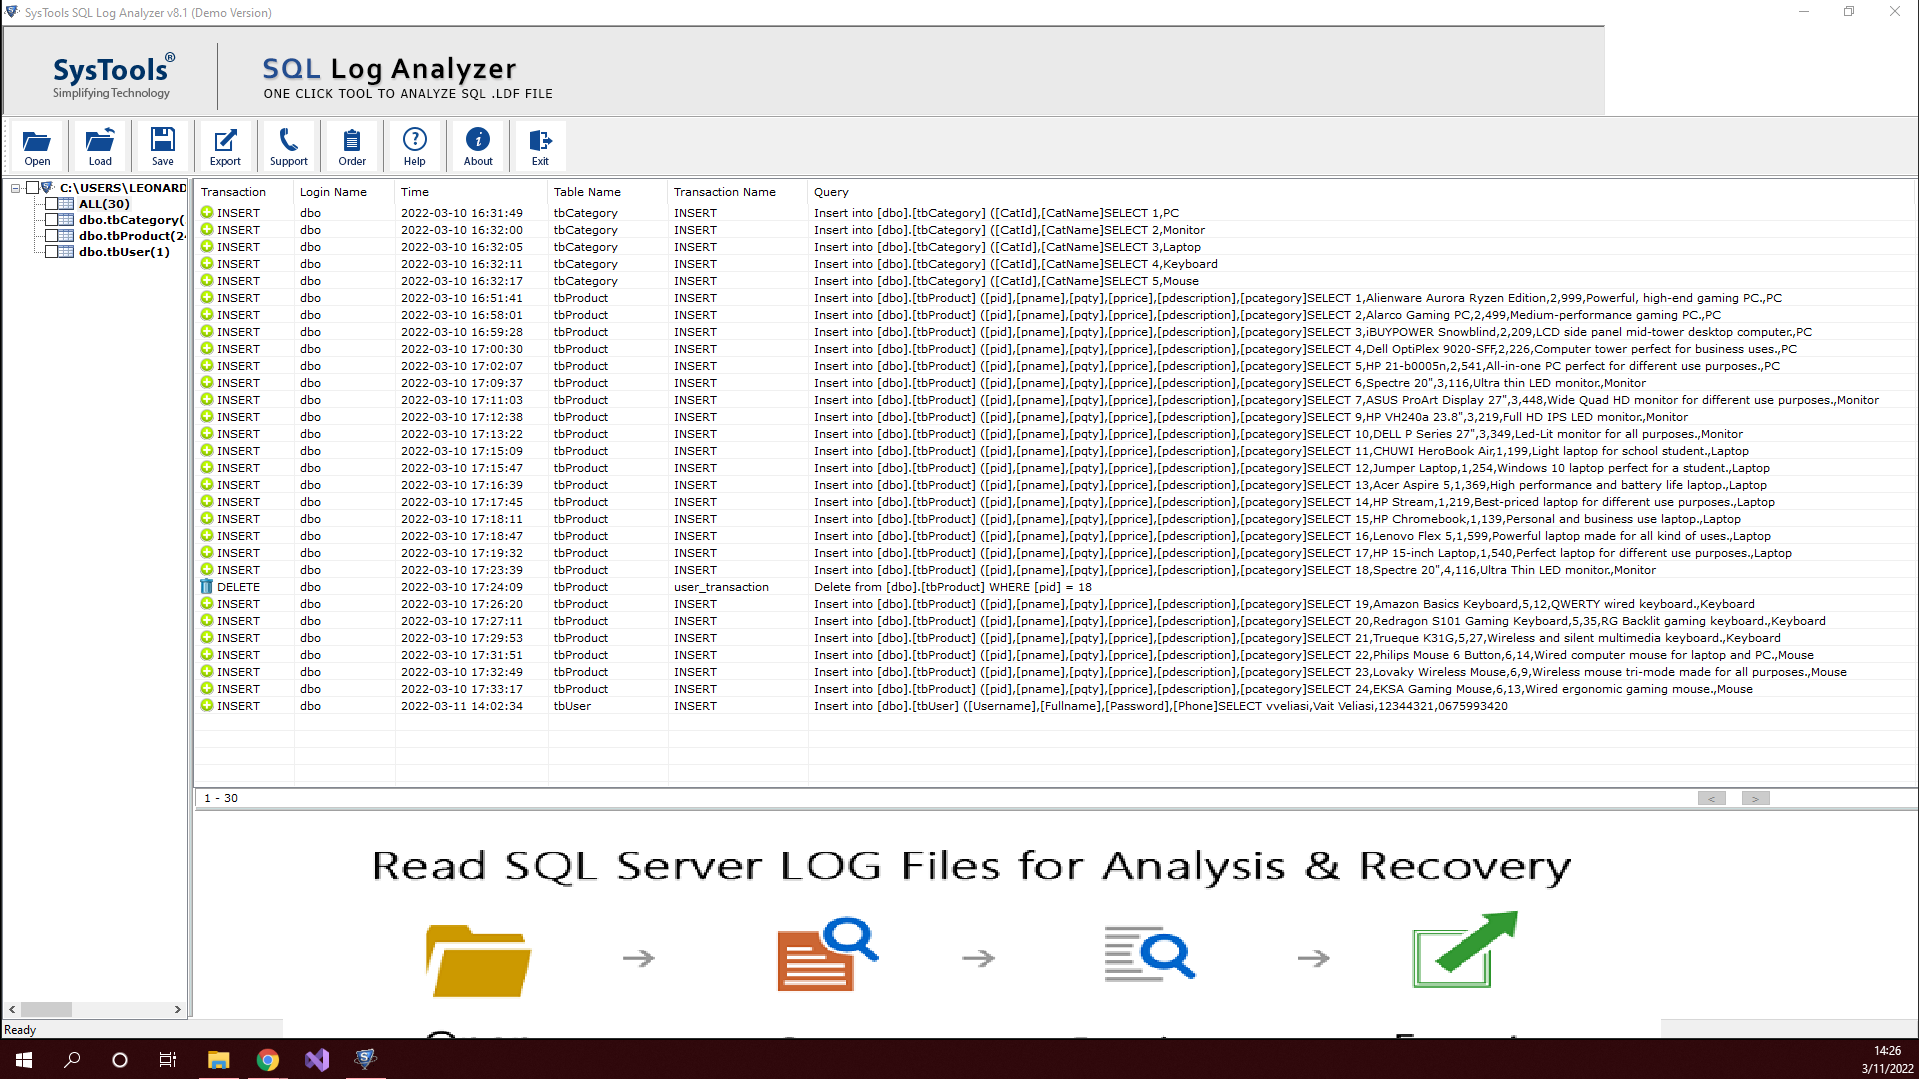 SysTools SQL Log Analyzer v8.1 (Demo Version)
SysTools®
Simplifying Technology
SQL Log Analyzer
ONE CLICK TOOL TO ANALYZE SQL .LDF FILE
Open Load Save Export Support Order Help About Exit
C:\USERS\LEONARD
ALL(30)
dbo.tbCategory(
dbo.tbProduct(24
dbo.tbUser(1)
Transaction Login Name Time Table Name Transaction Name Query
INSERT dbo 2022-03-10 16:31:49 tbCategory INSERT Insert into [dbo].[tbCategory] ([CatId],[CatName]SELECT 1,PC
INSERT dbo 2022-03-10 16:32:00 tbCategory INSERT Insert into [dbo].[tbCategory] ([CatId],[CatName]SELECT 2,Monitor
INSERT dbo 2022-03-10 16:32:05 tbCategory INSERT Insert into [dbo].[tbCategory] ([CatId],[CatName]SELECT 3,Laptop
INSERT dbo 2022-03-10 16:32:11 tbCategory INSERT Insert into [dbo].[tbCategory] ([CatId],[CatName]SELECT 4,Keyboard
INSERT dbo 2022-03-10 16:32:17 tbCategory INSERT Insert into [dbo].[tbCategory] ([CatId],[CatName]SELECT 5,Mouse
INSERT dbo 2022-03-10 16:51:41 tbProduct INSERT Insert into [dbo].[tbProduct] ([pid],[pname],[pqty],[pprice],[pdescription],[pcategory]SELECT 1,Alienware Aurora Ryzen Edition,2,999,Powerful, high-end gaming PC.,PC
INSERT dbo 2022-03-10 16:58:01 tbProduct INSERT Insert into [dbo].[tbProduct] ([pid],[pname],[pqty],[pprice],[pdescription],[pcategory]SELECT 2,Alarco Gaming PC,2,499,Medium-performance gaming PC.,PC
INSERT dbo 2022-03-10 16:59:28 tbProduct INSERT Insert into [dbo].[tbProduct] ([pid],[pname],[pqty],[pprice],[pdescription],[pcategory]SELECT 3,iBUYPOWER Snowblind,2,209,LCD side panel mid-tower desktop computer.,PC
INSERT dbo 2022-03-10 17:00:30 tbProduct INSERT Insert into [dbo].[tbProduct] ([pid],[pname],[pqty],[pprice],[pdescription],[pcategory]SELECT 4,Dell OptiPlex 9020-SFF,2,226,Computer tower perfect for business uses.,PC
INSERT dbo 2022-03-10 17:02:07 tbProduct INSERT Insert into [dbo].[tbProduct] ([pid],[pname],[pqty],[pprice],[pdescription],[pcategory]SELECT 5,HP 21-b0005n,2,541,All-in-one PC perfect for different use purposes.,PC
INSERT dbo 2022-03-10 17:09:37 tbProduct INSERT Insert into [dbo].[tbProduct] ([pid],[pname],[pqty],[pprice],[pdescription],[pcategory]SELECT 6,Spectre 20",3,116,Ultra thin LED monitor.,Monitor
INSERT dbo 2022-03-10 17:11:03 tbProduct INSERT Insert into [dbo].[tbProduct] ([pid],[pname],[pqty],[pprice],[pdescription],[pcategory]SELECT 7,ASUS ProArt Display 27",3,448,Wide Quad HD monitor for different use purposes.,Monitor
INSERT dbo 2022-03-10 17:12:38 tbProduct INSERT Insert into [dbo].[tbProduct] ([pid],[pname],[pqty],[pprice],[pdescription],[pcategory]SELECT 9,HP VH240a 23.8",3,219,Full HD IPS LED monitor.,Monitor
INSERT dbo 2022-03-10 17:13:22 tbProduct INSERT Insert into [dbo].[tbProduct] ([pid],[pname],[pqty],[pprice],[pdescription],[pcategory]SELECT 10,DELL P Series 27",3,349,Led-Lit monitor for all purposes.,Monitor
INSERT dbo 2022-03-10 17:15:09 tbProduct INSERT Insert into [dbo].[tbProduct] ([pid],[pname],[pqty],[pprice],[pdescription],[pcategory]SELECT 11,CHUWI HeroBook Air,1,199,Light laptop for school student.,Laptop
INSERT dbo 2022-03-10 17:15:47 tbProduct INSERT Insert into [dbo].[tbProduct] ([pid],[pname],[pqty],[pprice],[pdescription],[pcategory]SELECT 12,Jumper Laptop,1,254,Windows 10 laptop perfect for a student.,Laptop
INSERT dbo 2022-03-10 17:16:39 tbProduct INSERT Insert into [dbo].[tbProduct] ([pid],[pname],[pqty],[pprice],[pdescription],[pcategory]SELECT 13,Acer Aspire 5,1,369,High performance and battery life laptop.,Laptop
INSERT dbo 2022-03-10 17:17:45 tbProduct INSERT Insert into [dbo].[tbProduct] ([pid],[pname],[pqty],[pprice],[pdescription],[pcategory]SELECT 14,HP Stream,1,219,Best-priced laptop for different use purposes.,Laptop
INSERT dbo 2022-03-10 17:18:11 tbProduct INSERT Insert into [dbo].[tbProduct] ([pid],[pname],[pqty],[pprice],[pdescription],[pcategory]SELECT 15,HP Chromebook,1,139,Personal and business use laptop.,Laptop
INSERT dbo 2022-03-10 17:18:47 tbProduct INSERT Insert into [dbo].[tbProduct] ([pid],[pname],[pqty],[pprice],[pdescription],[pcategory]SELECT 16,Lenovo Flex 5,1,599,Powerful laptop made for all kind of uses.,Laptop
INSERT dbo 2022-03-10 17:19:32 tbProduct INSERT Insert into [dbo].[tbProduct] ([pid],[pname],[pqty],[pprice],[pdescription],[pcategory]SELECT 17,HP 15-inch Laptop,1,540,Perfect laptop for different use purposes.,Laptop
INSERT dbo 2022-03-10 17:23:39 tbProduct INSERT Insert into [dbo].[tbProduct] ([pid],[pname],[pqty],[pprice],[pdescription],[pcategory]SELECT 18,Spectre 20",4,116,Ultra Thin LED monitor.,Monitor
DELETE dbo 2022-03-10 17:24:09 tbProduct user_transaction Delete from [dbo].[tbProduct] WHERE [pid] = 18
INSERT dbo 2022-03-10 17:26:20 tbProduct INSERT Insert into [dbo].[tbProduct] ([pid],[pname],[pqty],[pprice],[pdescription],[pcategory]SELECT 19,Amazon Basics Keyboard,5,12,QWERTY wired keyboard.,Keyboard
INSERT dbo 2022-03-10 17:27:11 tbProduct INSERT Insert into [dbo].[tbProduct] ([pid],[pname],[pqty],[pprice],[pdescription],[pcategory]SELECT 20,Redragon S101 Gaming Keyboard,5,35,RG Backlit gaming keyboard.,Keyboard
INSERT dbo 2022-03-10 17:29:53 tbProduct INSERT Insert into [dbo].[tbProduct] ([pid],[pname],[pqty],[pprice],[pdescription],[pcategory]SELECT 21,Trueque K31G,5,27,Wireless and silent multimedia keyboard.,Keyboard
INSERT dbo 2022-03-10 17:31:51 tbProduct INSERT Insert into [dbo].[tbProduct] ([pid],[pname],[pqty],[pprice],[pdescription],[pcategory]SELECT 22,Philips Mouse 6 Button,6,14,Wired computer mouse for laptop and PC.,Mouse
INSERT dbo 2022-03-10 17:32:49 tbProduct INSERT Insert into [dbo].[tbProduct] ([pid],[pname],[pqty],[pprice],[pdescription],[pcategory]SELECT 23,Lovaky Wireless Mouse,6,9,Wireless mouse tri-mode made for all purposes.,Mouse
INSERT dbo 2022-03-10 17:33:17 tbProduct INSERT Insert into [dbo].[tbProduct] ([pid],[pname],[pqty],[pprice],[pdescription],[pcategory]SELECT 24,EKSA Gaming Mouse,6,13,Wired ergonomic gaming mouse.,Mouse
INSERT dbo 2022-03-11 14:02:34 tbUser INSERT Insert into [dbo].[tbUser] ([Username],[Fullname],[Password],[Phone]SELECT vveliasi,Vait Veliasi,12344321,0675993420
1 - 30
< >
Read SQL Server LOG Files for Analysis & Recovery
Ready
14:26
3/11/2022